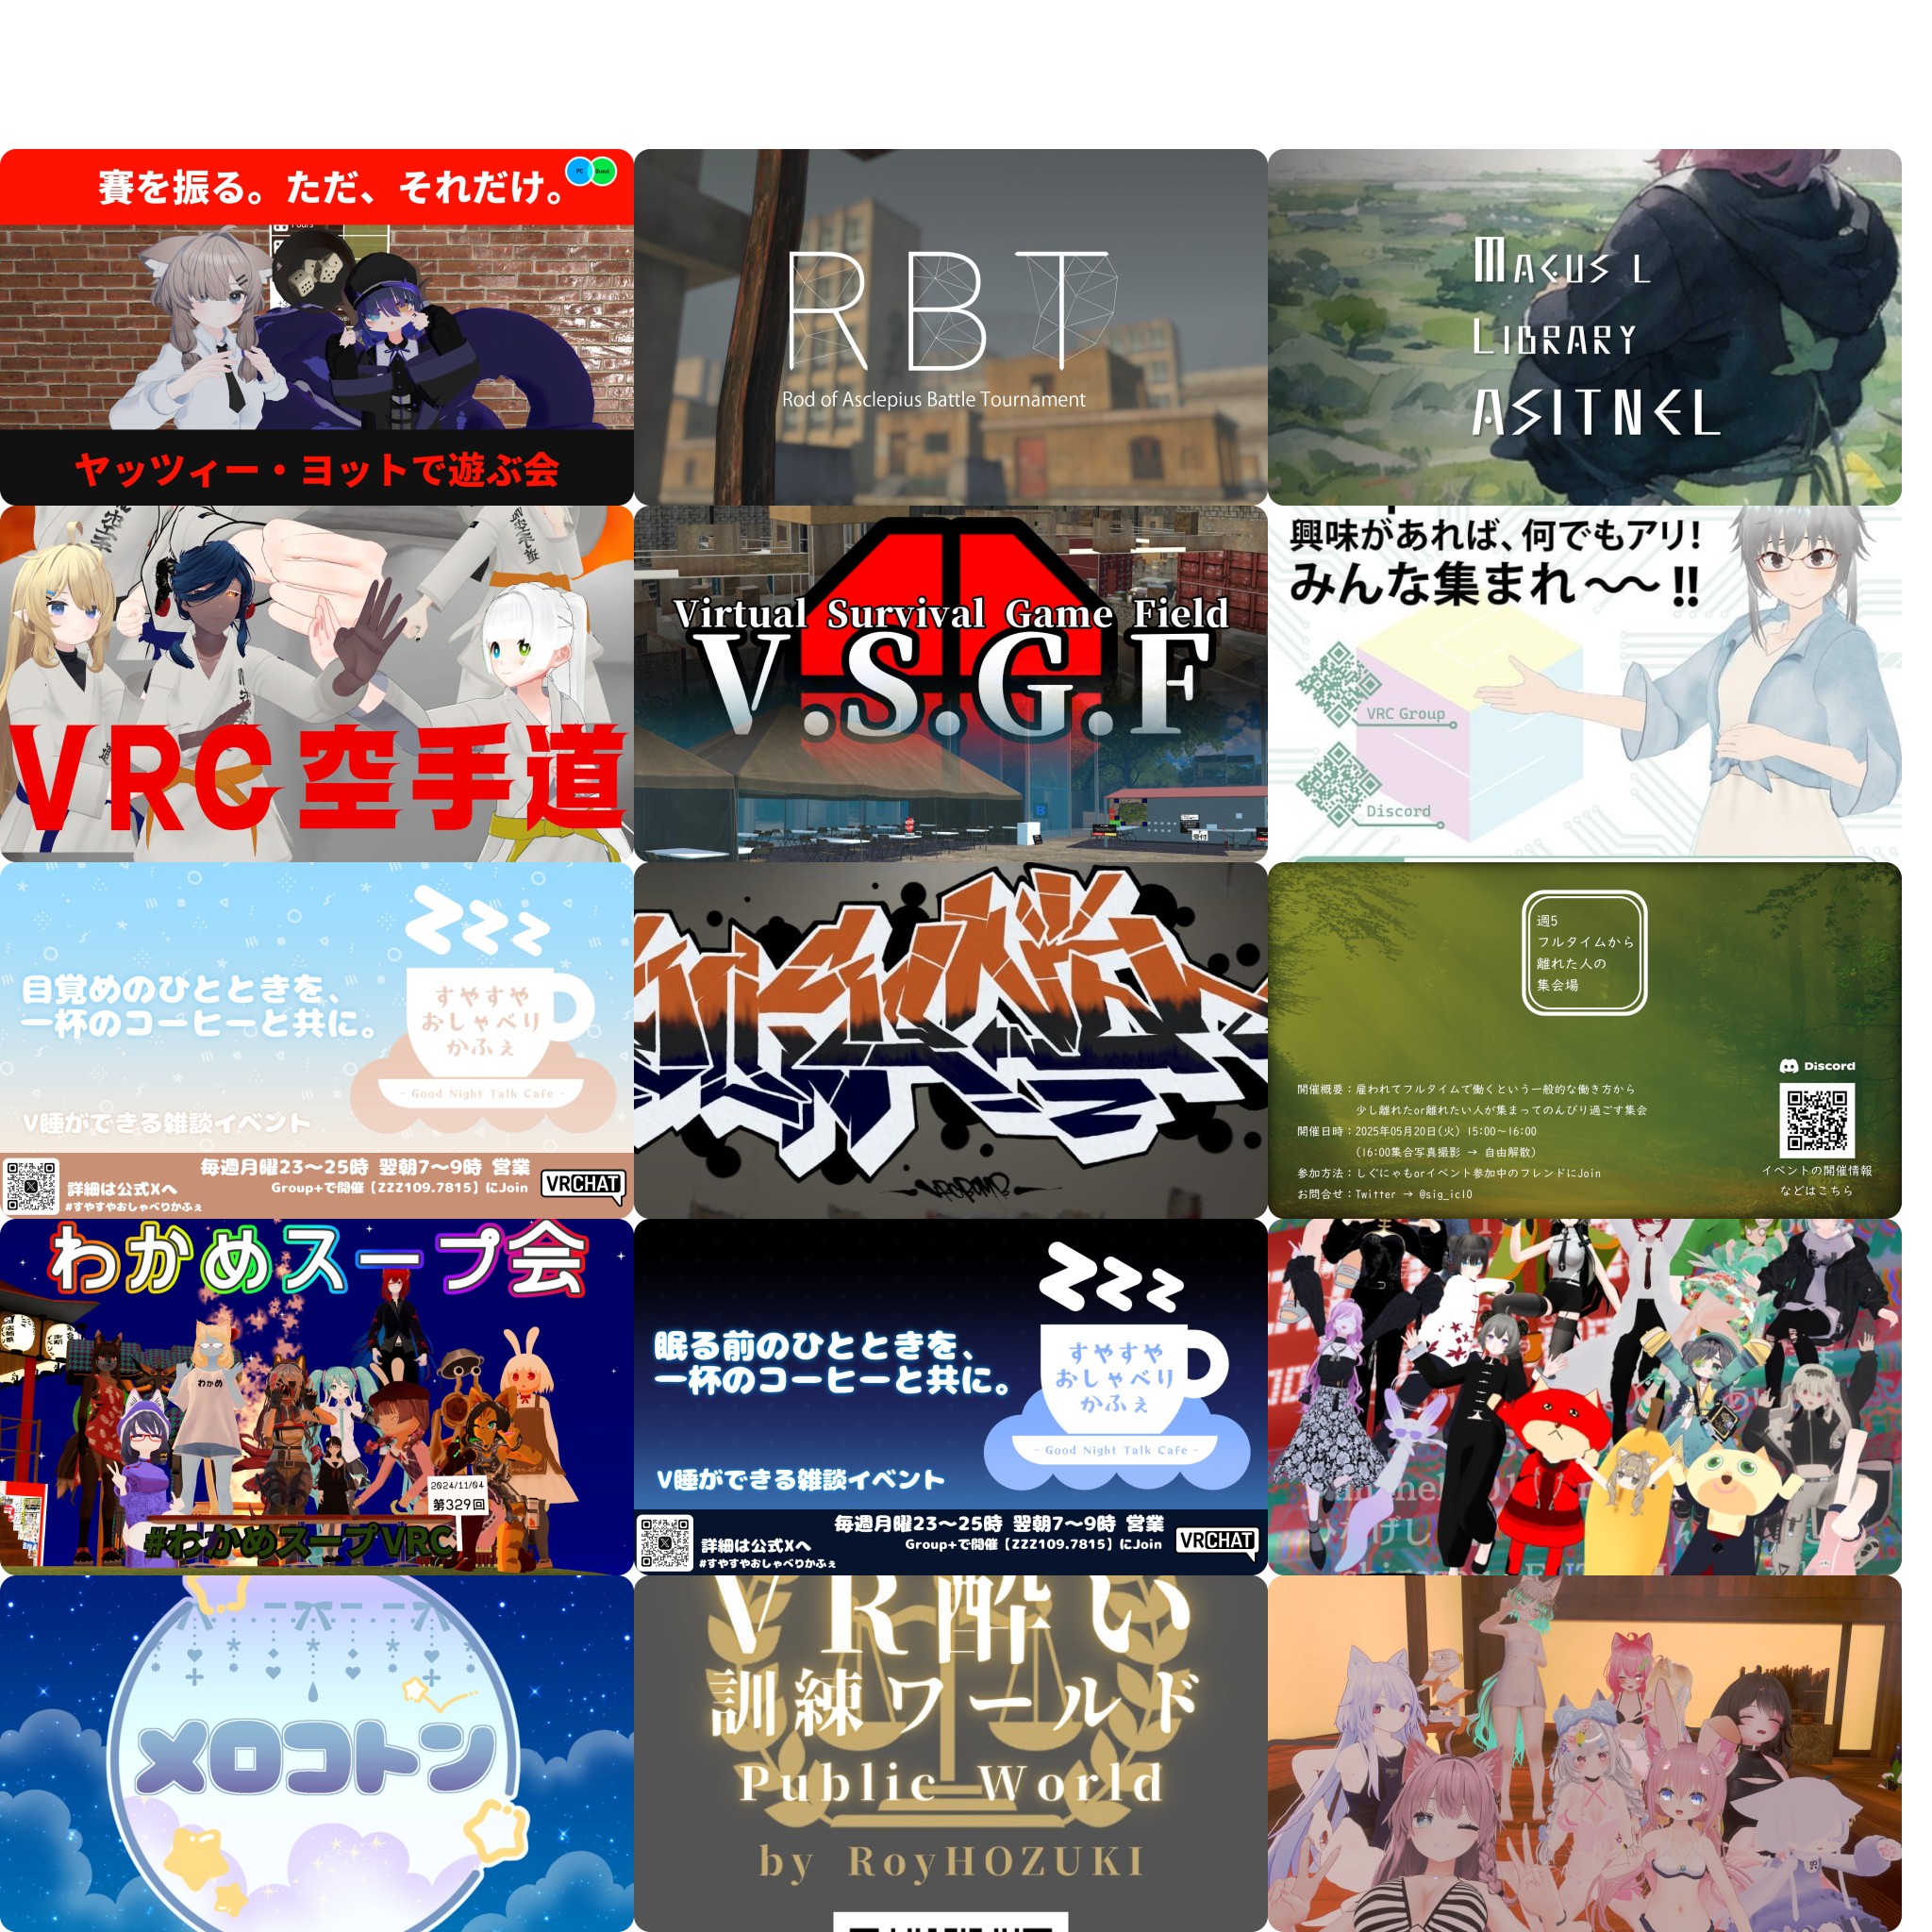 賽を振る。ただ、それだけ。
PC
Quest
ヤッツィー・ヨットで遊ぶ会
RBT
Rod of Asclepius Battle Tournament
MACUS L
LIBRARY
ASITNEL
VRC 空手道
Virtual Survival Game Field
V.S.G.F
受付
興味があれば、何でもアリ!
みんな集まれ〜〜!!
VRC Group
Discord
目覚めのひとときを、
一杯のコーヒーと共に。
すやすや
おしゃべり
かふぇ
- Good Night Talk Cafe -
V睡ができる雑談イベント
毎週月曜23〜25時 翌朝7〜9時 営業
Group+で開催【ZZZ109.7815】にJoin
詳細は公式Xへ
#すやすやおしゃべりかふぇ
VRCHAT
週5
フルタイムから
離れた人の
集会場
Discord
開催概要：雇われてフルタイムで働くという一般的な働き方から
少し離れたor離れたい人が集まってのんびり過ごす集会
開催日時：2025年05月20日(火) 15:00〜16:00
(16:00集合写真撮影 → 自由解散)
参加方法：しぐにゃもorイベント参加中のフレンドにJoin
お問合せ：Twitter → @sig_ic10
イベントの開催情報
などはこちら
わかめスープ会
わかめ
2024/11/04
第329回
#わかめスープVRC
眠る前のひとときを、
一杯のコーヒーと共に。
すやすや
おしゃべり
かふぇ
- Good Night Talk Cafe -
V睡ができる雑談イベント
毎週月曜23〜25時 翌朝7〜9時 営業
Group+で開催【ZZZ109.7815】にJoin
詳細は公式Xへ
#すやすやおしゃべりかふぇ
VRCHAT
メロコトン
VR酔い
訓練ワールド
Public World
by RoyHOZUKI